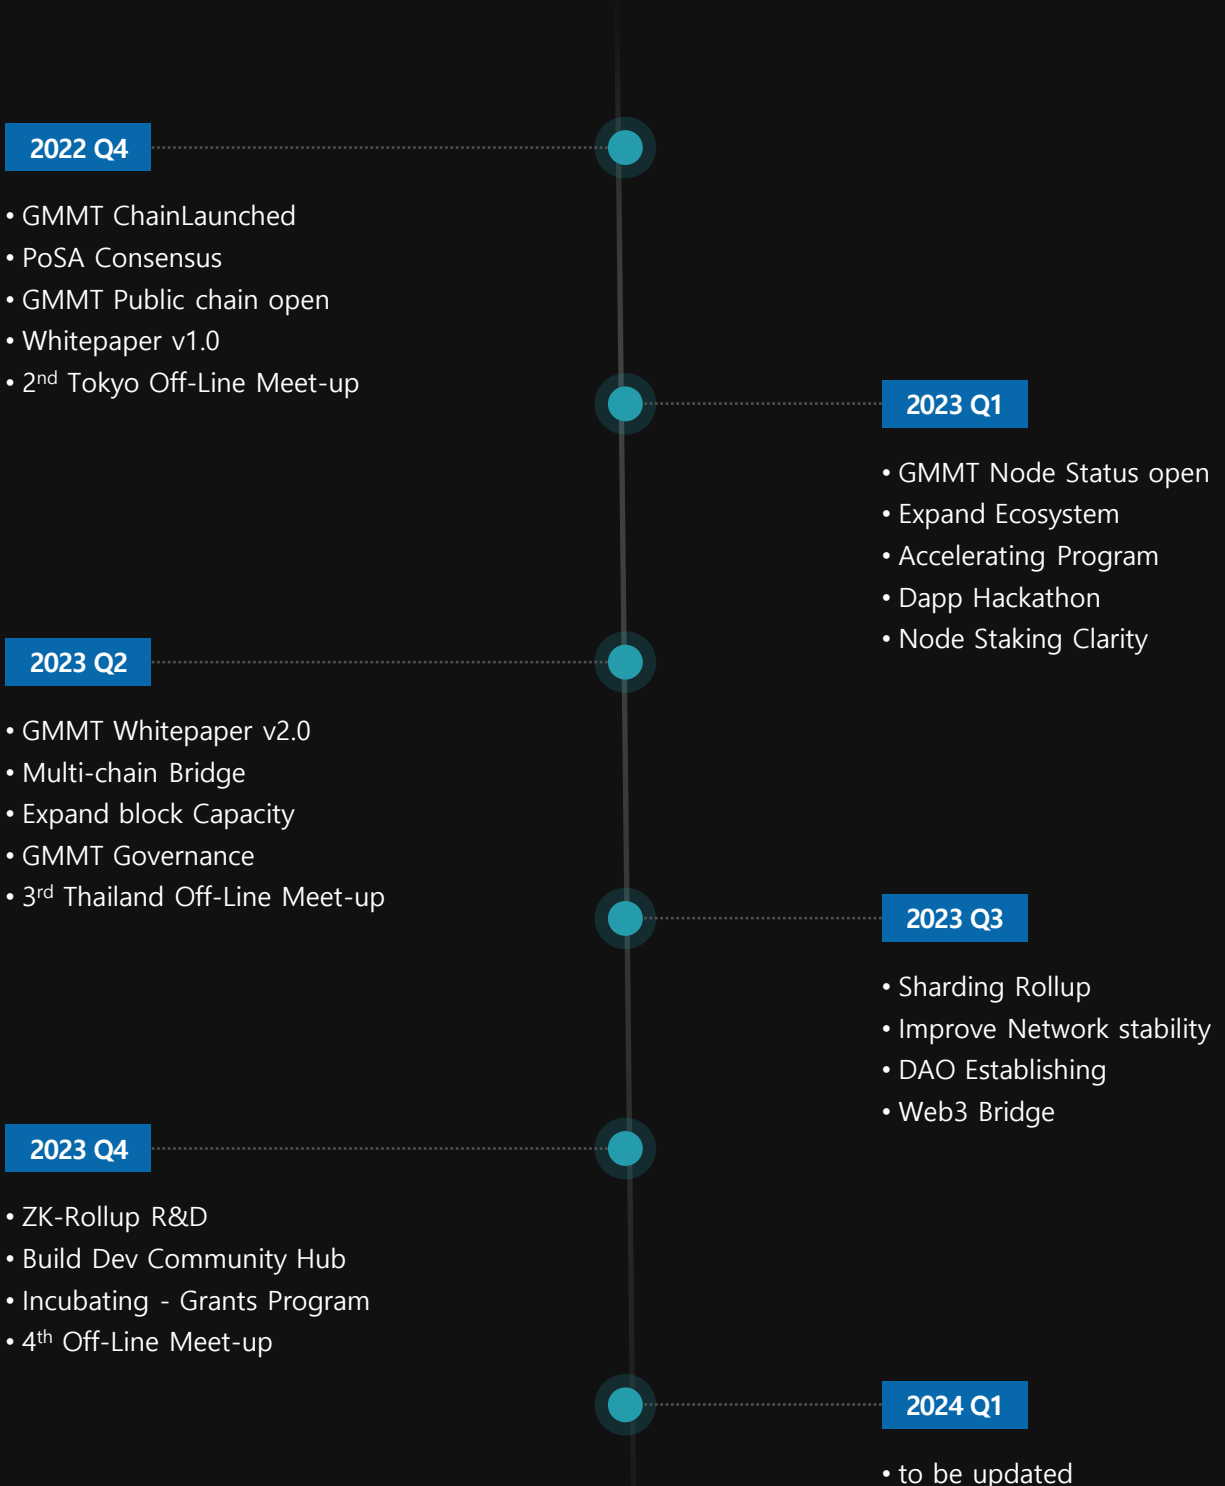 2022 Q4
• GMMT ChainLaunched
• PoSA Consensus
• GMMT Public chain open
• Whitepaper v1.0
• 2nd Tokyo Off-Line Meet-up
2023 Q1
• GMMT Node Status open
• Expand Ecosystem
• Accelerating Program
• Dapp Hackathon
• Node Staking Clarity
2023 Q2
• GMMT Whitepaper v2.0
• Multi-chain Bridge
• Expand block Capacity
• GMMT Governance
• 3rd Thailand Off-Line Meet-up
2023 Q3
• Sharding Rollup
• Improve Network stability
• DAO Establishing
• Web3 Bridge
2023 Q4
• ZK-Rollup R&D
• Build Dev Community Hub
• Incubating - Grants Program
• 4th Off-Line Meet-up
2024 Q1
• to be updated